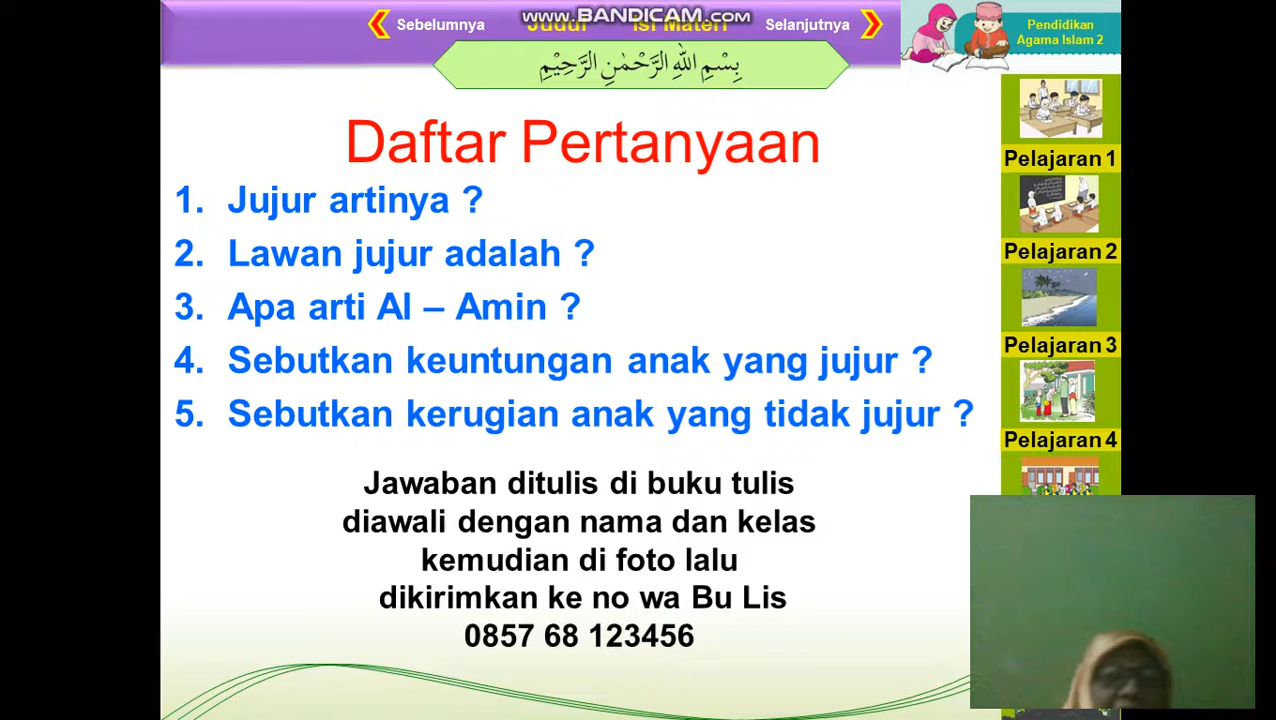 www.BANDICAM.com
Sebelumnya
Judul
Isi Materi
Selanjutnya
Pendidikan
Agama Islam 2
بِسْمِ اللهِ الرَّحْمٰنِ الرَّحِيْمِ
Daftar Pertanyaan
1. Jujur artinya ?
2. Lawan jujur adalah ?
3. Apa arti Al – Amin ?
4. Sebutkan keuntungan anak yang jujur ?
5. Sebutkan kerugian anak yang tidak jujur ?
Jawaban ditulis di buku tulis
diawali dengan nama dan kelas
kemudian di foto lalu
dikirimkan ke no wa Bu Lis
0857 68 123456
Pelajaran 1
Pelajaran 2
Pelajaran 3
Pelajaran 4